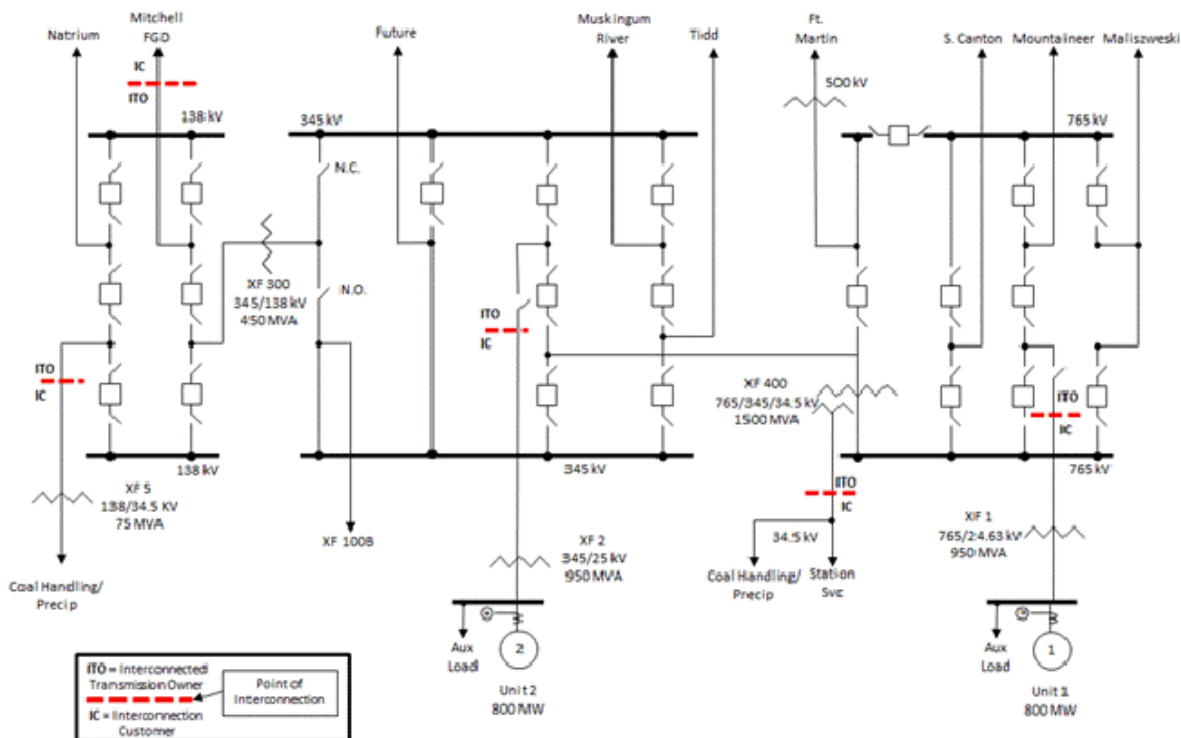 Natrium
Mitchell
FGD
Future
Muskingum
River
Tidd
Ft.
Martin
S. Canton
Mountaineer
Maliszweski
IC
ITO
500 kV
138 kV
345 kV
765 kV
N.C.
XF 300
345/138 kV
450 MVA
N.O.
ITO
IC
ITO
IC
XF 400
765/345/34.5 kV
1500 MVA
ITO
IC
138 kV
345 kV
765 kV
XF 5
138/34.5 KV
75 MVA
XF 100B
ITO
IC
34.5 kV
XF 2
345/25 kV
950 MVA
XF 1
765/24.63 kV
950 MVA
Coal Handling/
Precip
Coal Handling/
Precip
Station
Svc
Aux
Load
2
Aux
Load
1
Unit 2
800 MW
Unit 1
800 MW
ITO = Interconnected
Transmission Owner
Point of
Interconnection
IC = Interconnection
Customer